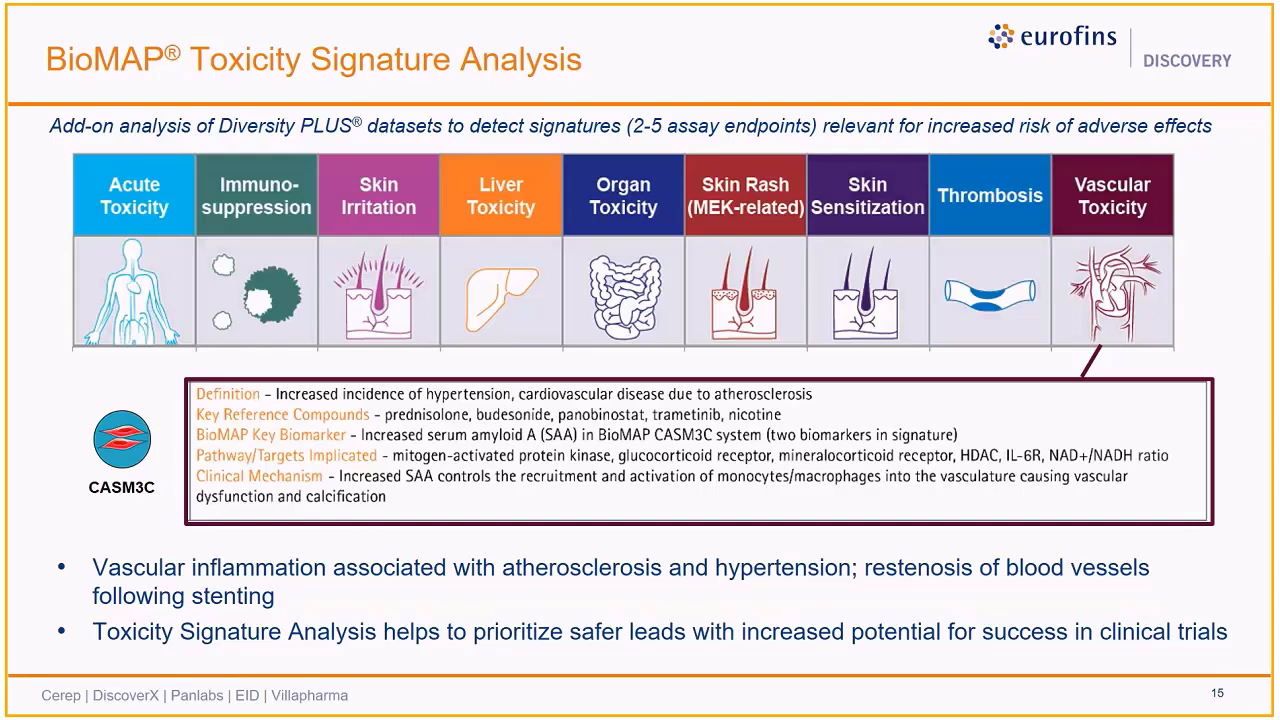 BioMAP® Toxicity Signature Analysis
eurofins
DISCOVERY
Add-on analysis of Diversity PLUS® datasets to detect signatures (2-5 assay endpoints) relevant for increased risk of adverse effects
Acute
Toxicity
Immuno-
suppression
Skin
Irritation
Liver
Toxicity
Organ
Toxicity
Skin Rash
(MEK-related)
Skin
Sensitization
Thrombosis
Vascular
Toxicity
Definition - Increased incidence of hypertension, cardiovascular disease due to atherosclerosis
Key Reference Compounds - prednisolone, budesonide, panobinostat, trametinib, nicotine
BioMAP Key Biomarker - Increased serum amyloid A (SAA) in BioMAP CASM3C system (two biomarkers in signature)
Pathway/Targets Implicated - mitogen-activated protein kinase, glucocorticoid receptor, mineralocorticoid receptor, HDAC, IL-6R, NAD+/NADH ratio
Clinical Mechanism - Increased SAA controls the recruitment and activation of monocytes/macrophages into the vasculature causing vascular
dysfunction and calcification
CASM3C
• Vascular inflammation associated with atherosclerosis and hypertension; restenosis of blood vessels
following stenting
• Toxicity Signature Analysis helps to prioritize safer leads with increased potential for success in clinical trials
Cerep | DiscoverX | Panlabs | EID | Villapharma
15